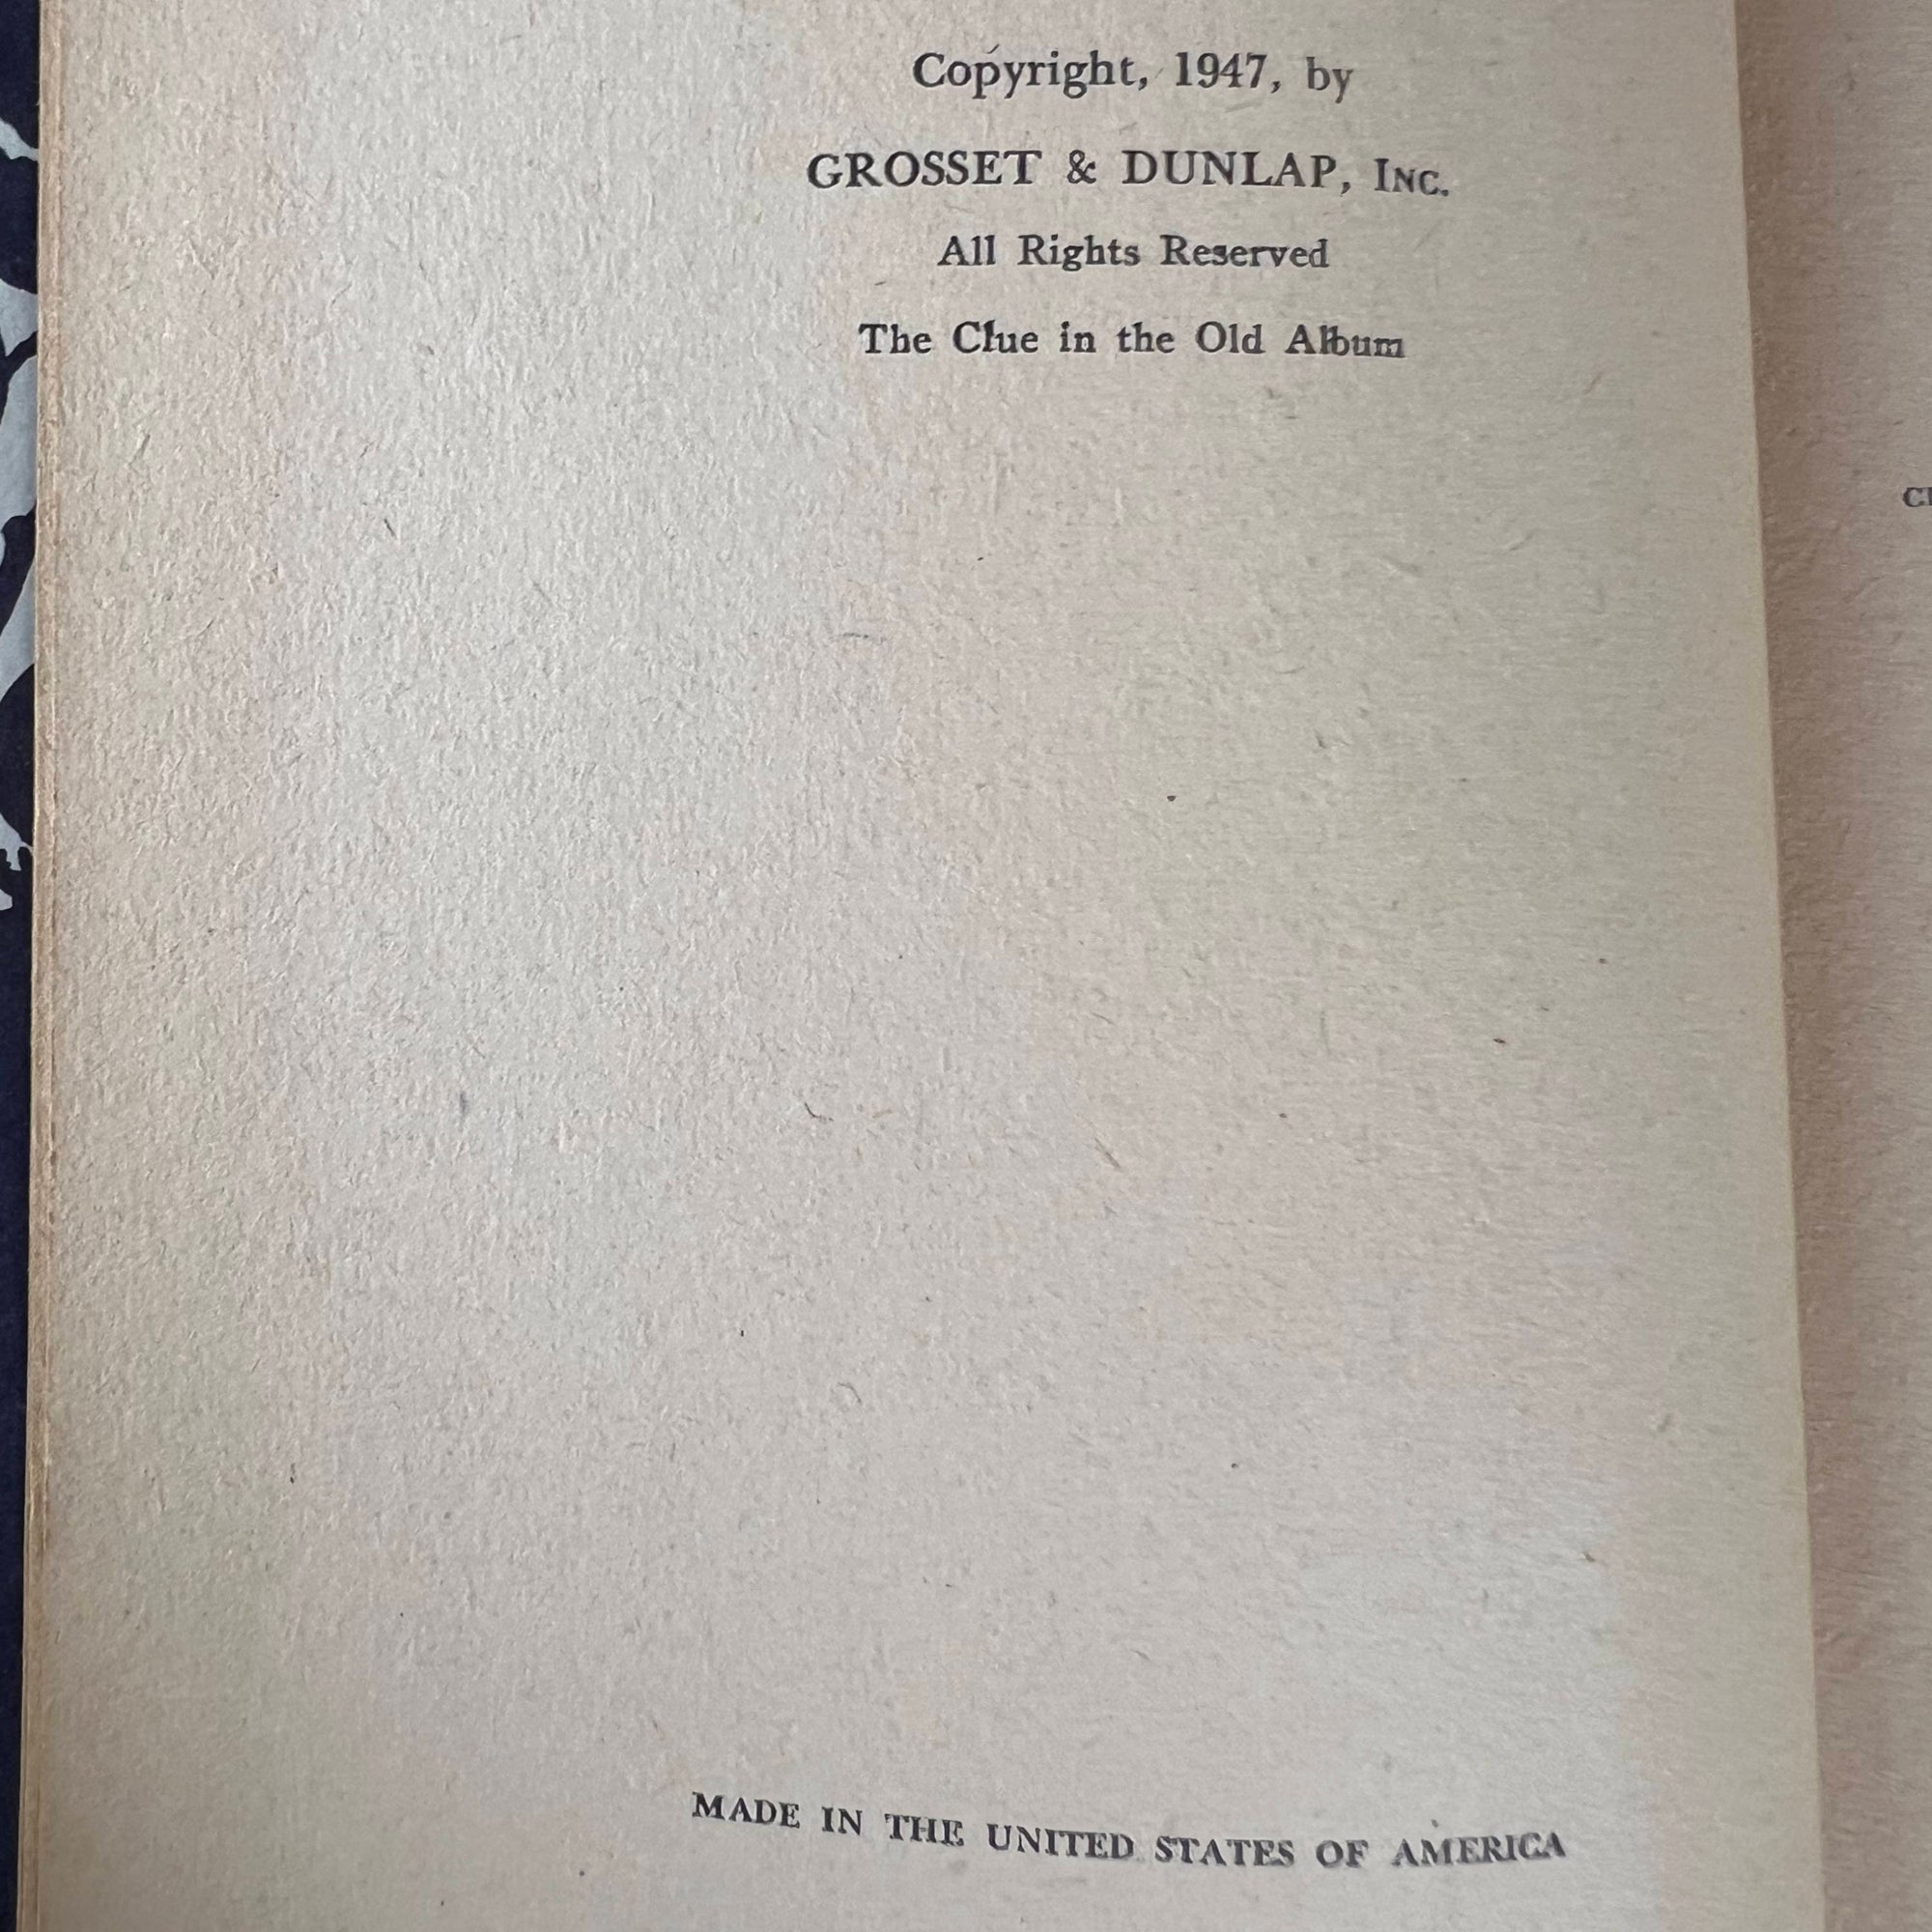 Copyright, 1947, by
GROSSET & DUNLAP, INC.
All Rights Reserved
The Clue in the Old Album
MADE IN THE UNITED STATES OF AMERICA